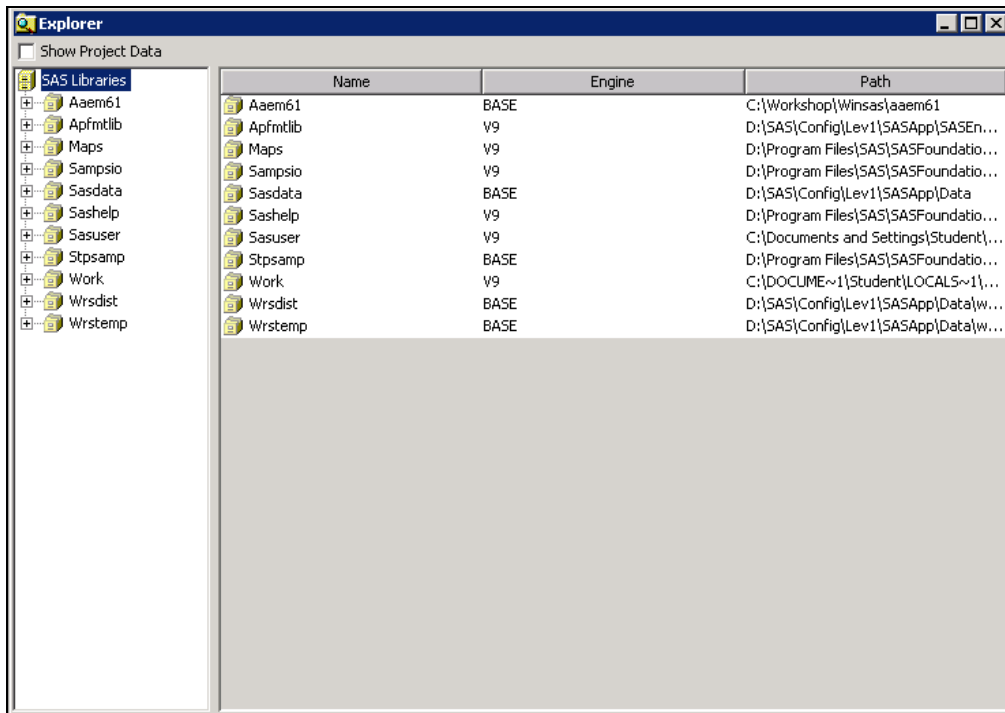 Explorer
Show Project Data
SAS Libraries
Aaem61
Apfmtlib
Maps
Sampsio
Sasdata
Sashelp
Sasuser
Stpsamp
Work
Wrsdist
Wrstemp
Name Engine Path
Aaem61 BASE C:\Workshop\Winsas\aaem61
Apfmtlib V9 D:\SAS\Config\Lev1\SASApp\SASEn...
Maps V9 D:\Program Files\SAS\SASFoundatio...
Sampsio V9 D:\Program Files\SAS\SASFoundatio...
Sasdata BASE D:\SAS\Config\Lev1\SASApp\Data
Sashelp V9 D:\Program Files\SAS\SASFoundatio...
Sasuser V9 C:\Documents and Settings\Student\...
Stpsamp BASE D:\Program Files\SAS\SASFoundatio...
Work V9 C:\DOCUME~1\Student\LOCALS~1\...
Wrsdist BASE D:\SAS\Config\Lev1\SASApp\Data\w...
Wrstemp BASE D:\SAS\Config\Lev1\SASApp\Data\w...